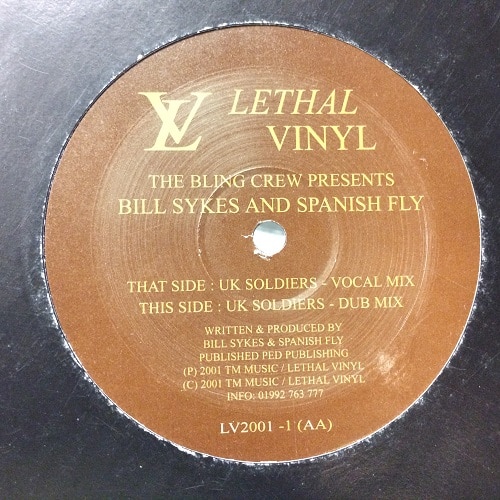 LV LETHAL
VINYL
THE BLING CREW PRESENTS
BILL SYKES AND SPANISH FLY
THAT SIDE : UK SOLDIERS - VOCAL MIX
THIS SIDE : UK SOLDIERS - DUB MIX
WRITTEN & PRODUCED BY
BILL SYKES & SPANISH FLY
PUBLISHED PED PUBLISHING
(P) 2001 TM MUSIC / LETHAL VINYL
(C) 2001 TM MUSIC / LETHAL VINYL
INFO: 01992 763 777
LV2001 -1 (AA)